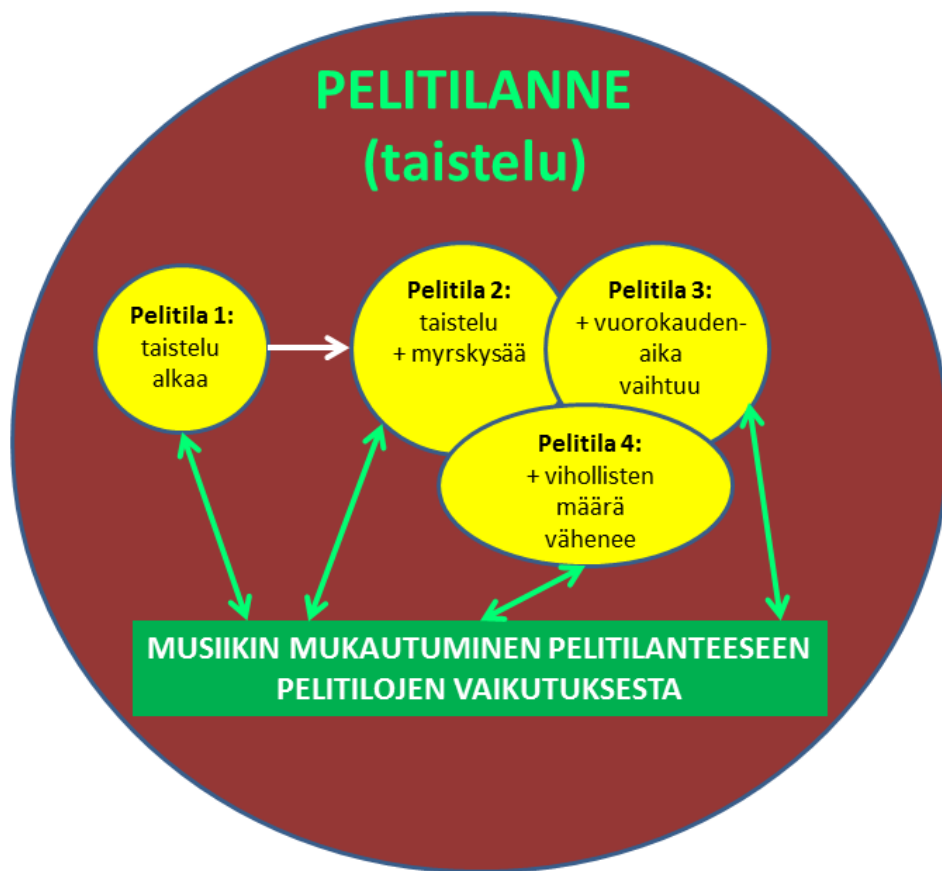 PELITILANNE
(taistelu)
Pelitila 1:
taistelu
alkaa
Pelitila 2:
taistelu
+ myrskysää
Pelitila 3:
+ vuorokauden-
aika
vaihtuu
Pelitila 4:
+ vihollisten
määrä
vähenee
MUSIIKIN MUKAUTUMINEN PELITILANTEESEEN
PELITILOJEN VAIKUTUKSESTA